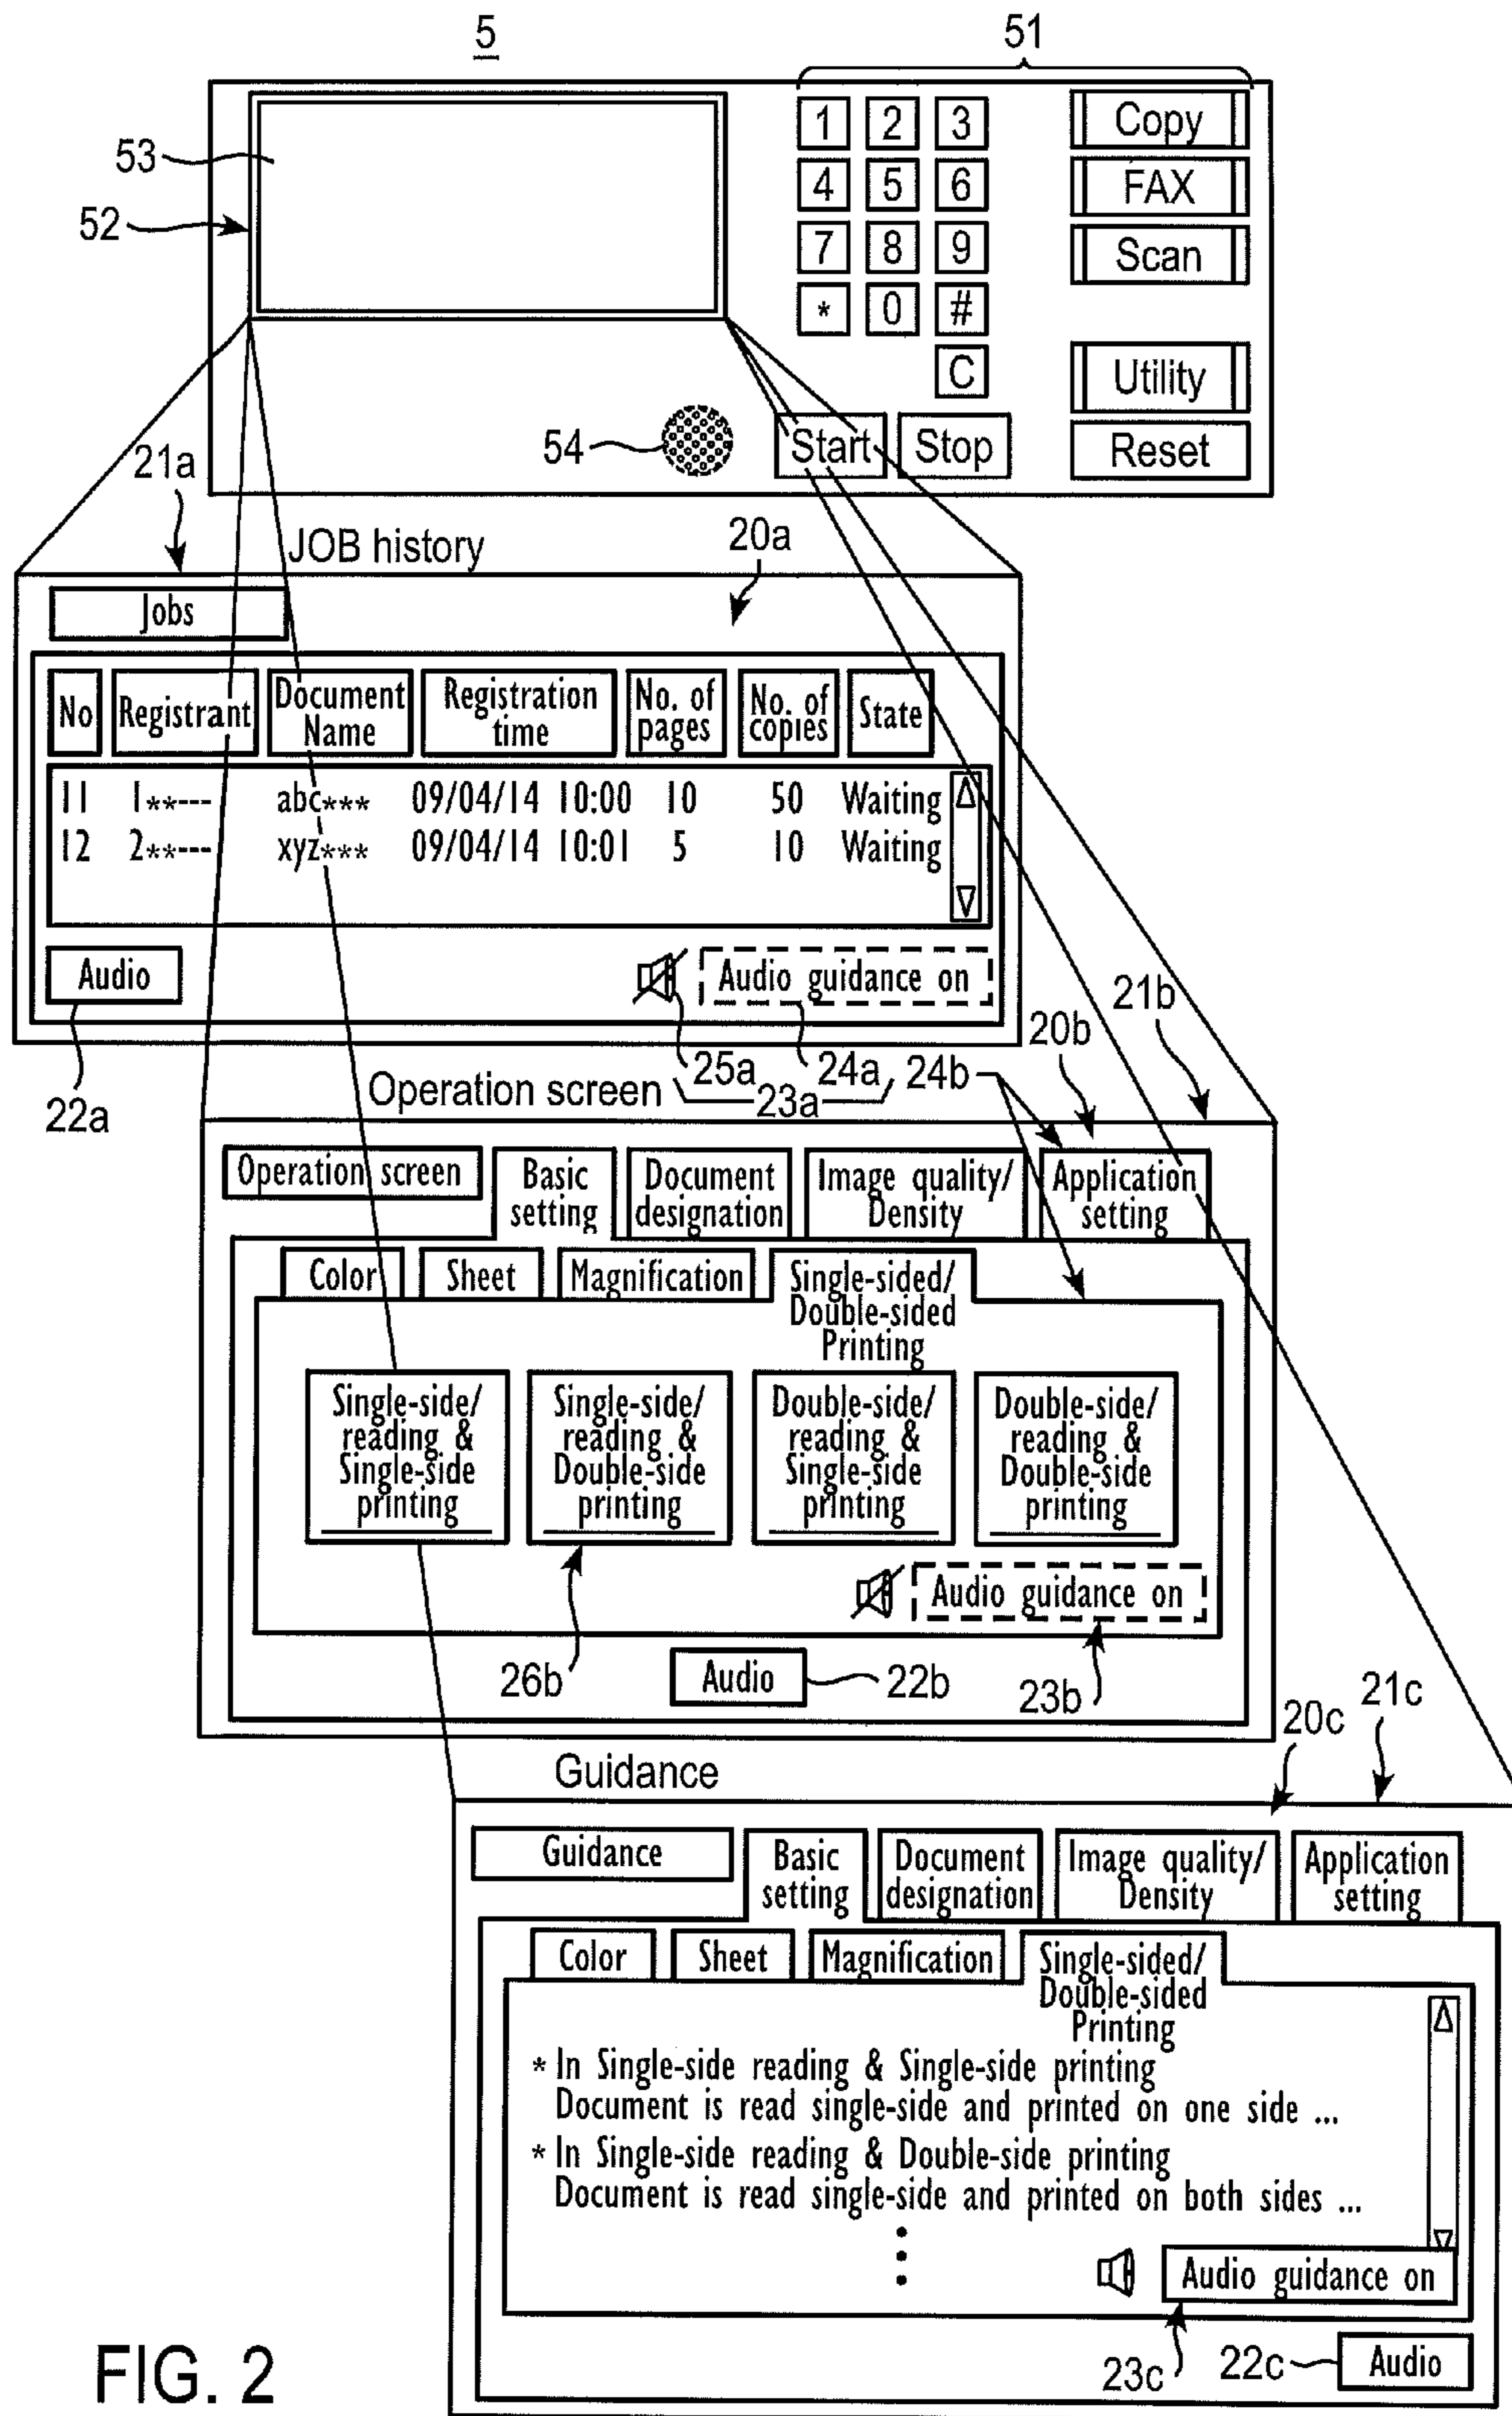 5
51
53
52
54
1 2 3
4 5 6
7 8 9
* 0 #
C
Copy
FAX
Scan
Utility
Start Stop Reset
21a
JOB history
20a
Jobs
No Registrant Document Name Registration time No. of pages No. of copies State
11 1**--- abc*** 09/04/14 10:00 10 50 Waiting
12 2**--- xyz*** 09/04/14 10:01 5 10 Waiting
Audio
Audio guidance on
22a
25a 24a
23a
Operation screen
24b
20b
21b
Operation screen
Basic setting
Document designation
Image quality/ Density
Application setting
Color
Sheet
Magnification
Single-sided/
Double-sided
Printing
Single-side/
reading &
Single-side
printing
Single-side/
reading &
Double-side
printing
Double-side/
reading &
Single-side
printing
Double-side/
reading &
Double-side
printing
Audio guidance on
26b
Audio
22b
23b
20c
21c
Guidance
Guidance
Basic setting
Document designation
Image quality/ Density
Application setting
Color
Sheet
Magnification
Single-sided/
Double-sided
Printing
* In Single-side reading & Single-side printing
Document is read single-side and printed on one side ...
* In Single-side reading & Double-side printing
Document is read single-side and printed on both sides ...
Audio guidance on
23c
22c
Audio
FIG. 2